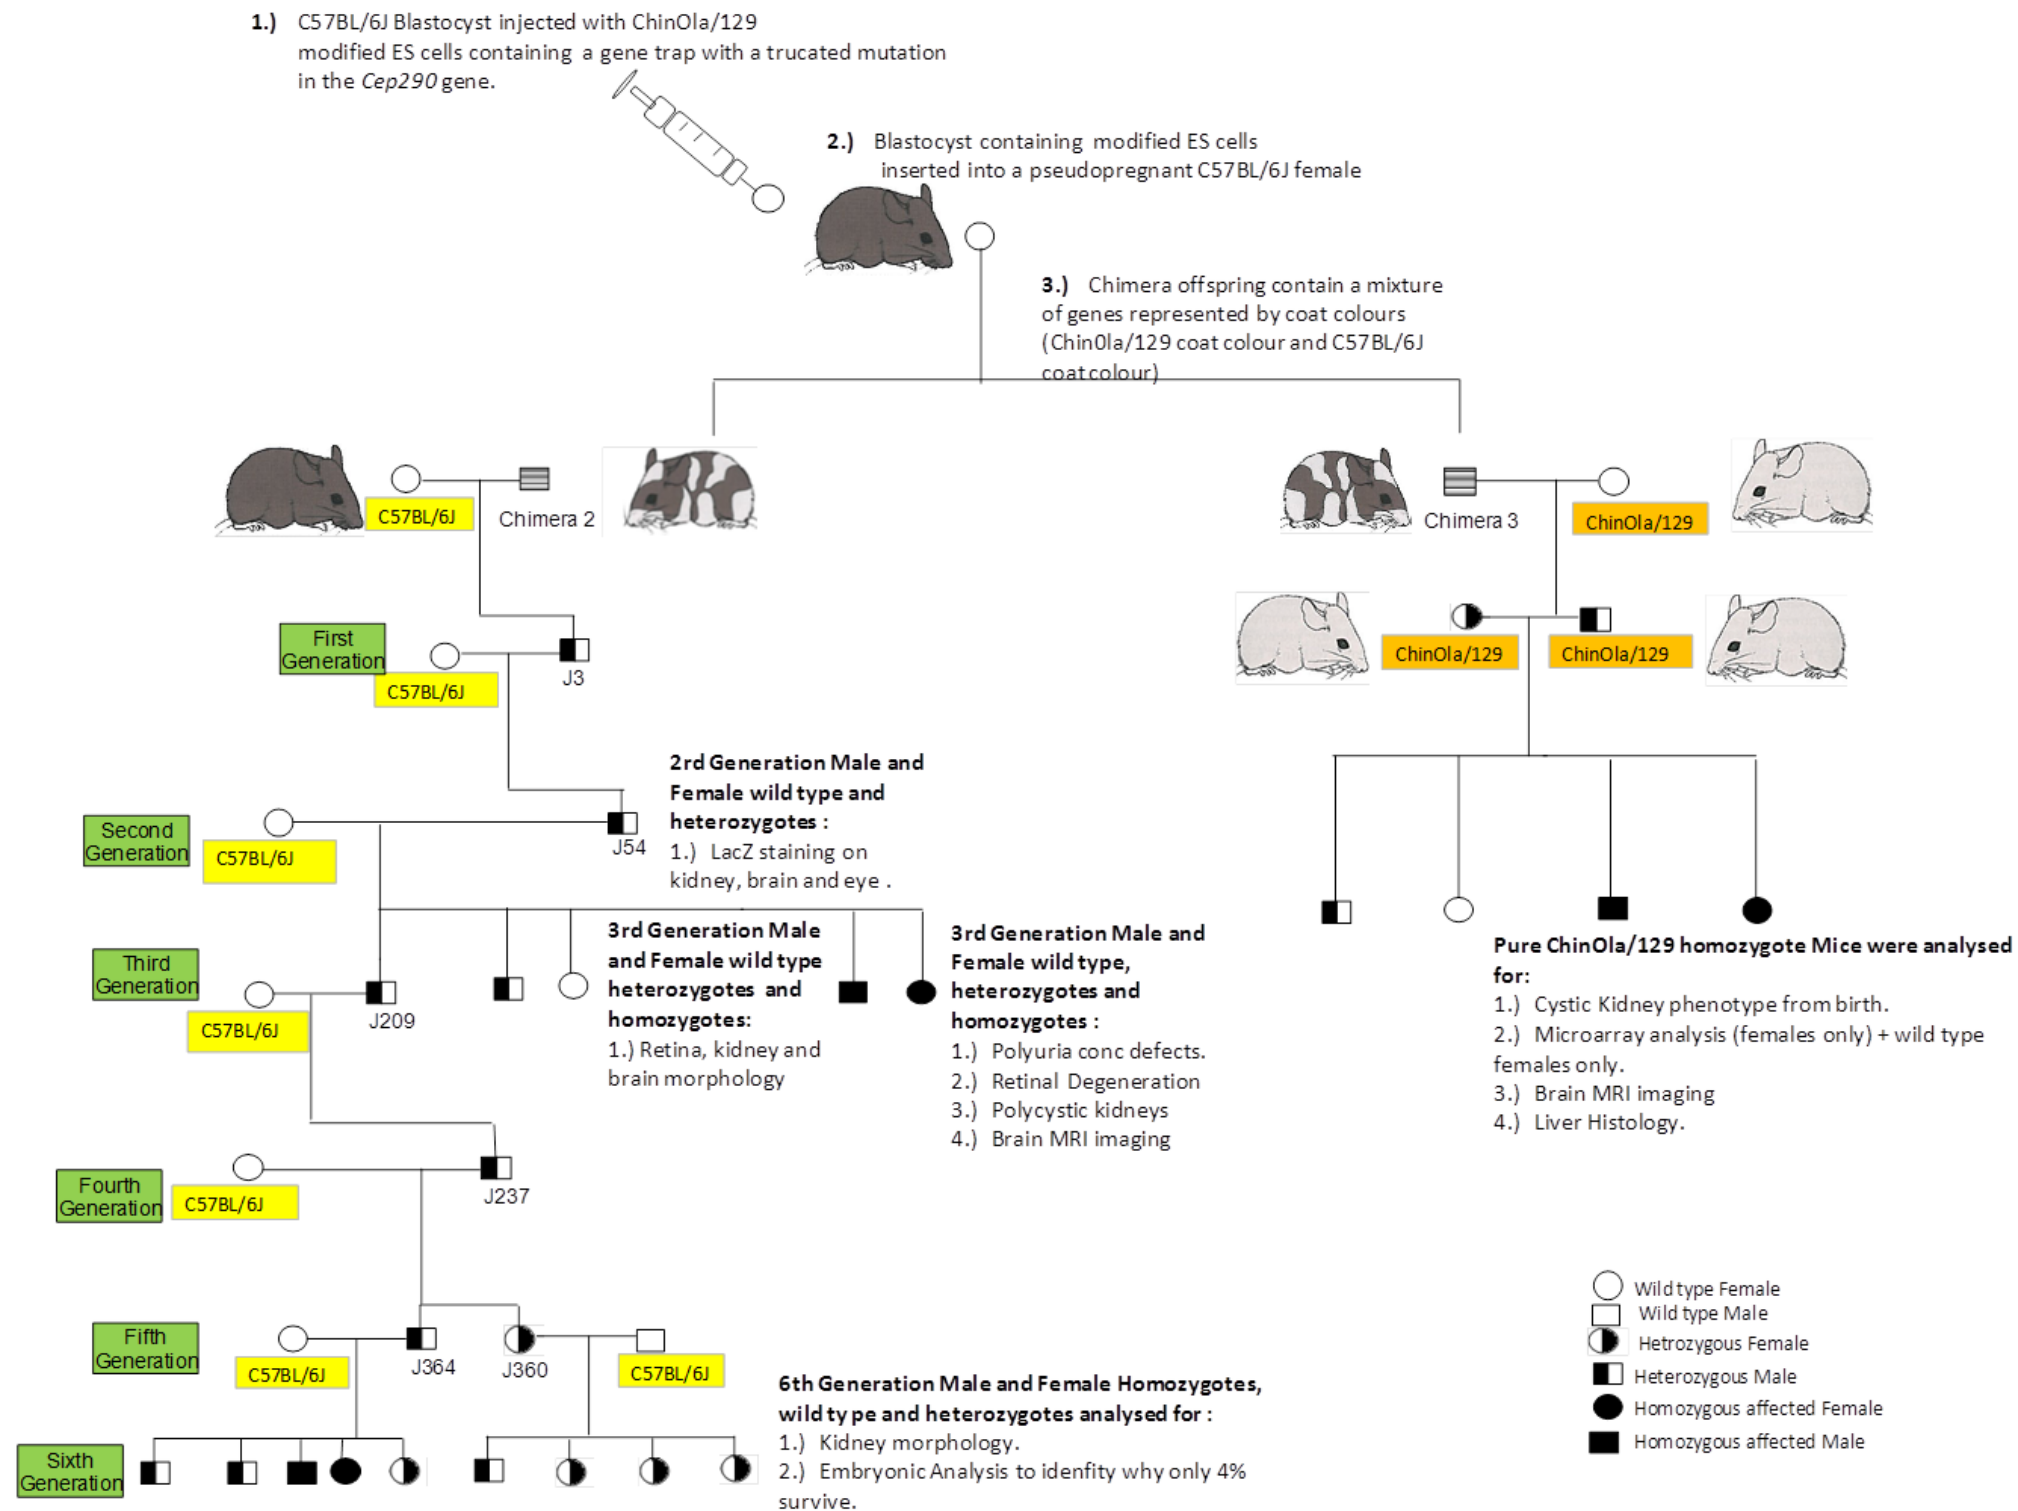 1.) C57BL/6J Blastocyst injected with ChinOla/129
modified ES cells containing a gene trap with a trucated mutation
in the Cep290 gene.
2.) Blastocyst containing modified ES cells
inserted into a pseudopregnant C57BL/6J female
3.) Chimera offspring contain a mixture
of genes represented by coat colours
(Chin0la/129 coat colour and C57BL/6J
coat colour)
C57BL/6J
Chimera 2
Chimera 3
ChinOla/129
First
Generation
C57BL/6J
J3
ChinOla/129
ChinOla/129
2rd Generation Male and
Female wild type and
heterozygotes :
1.) LacZ staining on
kidney, brain and eye .
Second
Generation
C57BL/6J
J54
Third
Generation
C57BL/6J
J209
3rd Generation Male
and Female wild type
heterozygotes and
homozygotes:
1.) Retina, kidney and
brain morphology
3rd Generation Male and
Female wild type,
heterozygotes and
homozygotes :
1.) Polyuria conc defects.
2.) Retinal Degeneration
3.) Polycystic kidneys
4.) Brain MRI imaging
Pure ChinOla/129 homozygote Mice were analysed
for:
1.) Cystic Kidney phenotype from birth.
2.) Microarray analysis (females only) + wild type
females only.
3.) Brain MRI imaging
4.) Liver Histology.
Fourth
Generation
C57BL/6J
J237
Fifth
Generation
C57BL/6J
J364
J360
C57BL/6J
6th Generation Male and Female Homozygotes,
wild type and heterozygotes analysed for :
1.) Kidney morphology.
2.) Embryonic Analysis to idenfity why only 4%
survive.
Sixth
Generation
Wild type Female
Wild type Male
Hetrozygous Female
Heterozygous Male
Homozygous affected Female
Homozygous affected Male